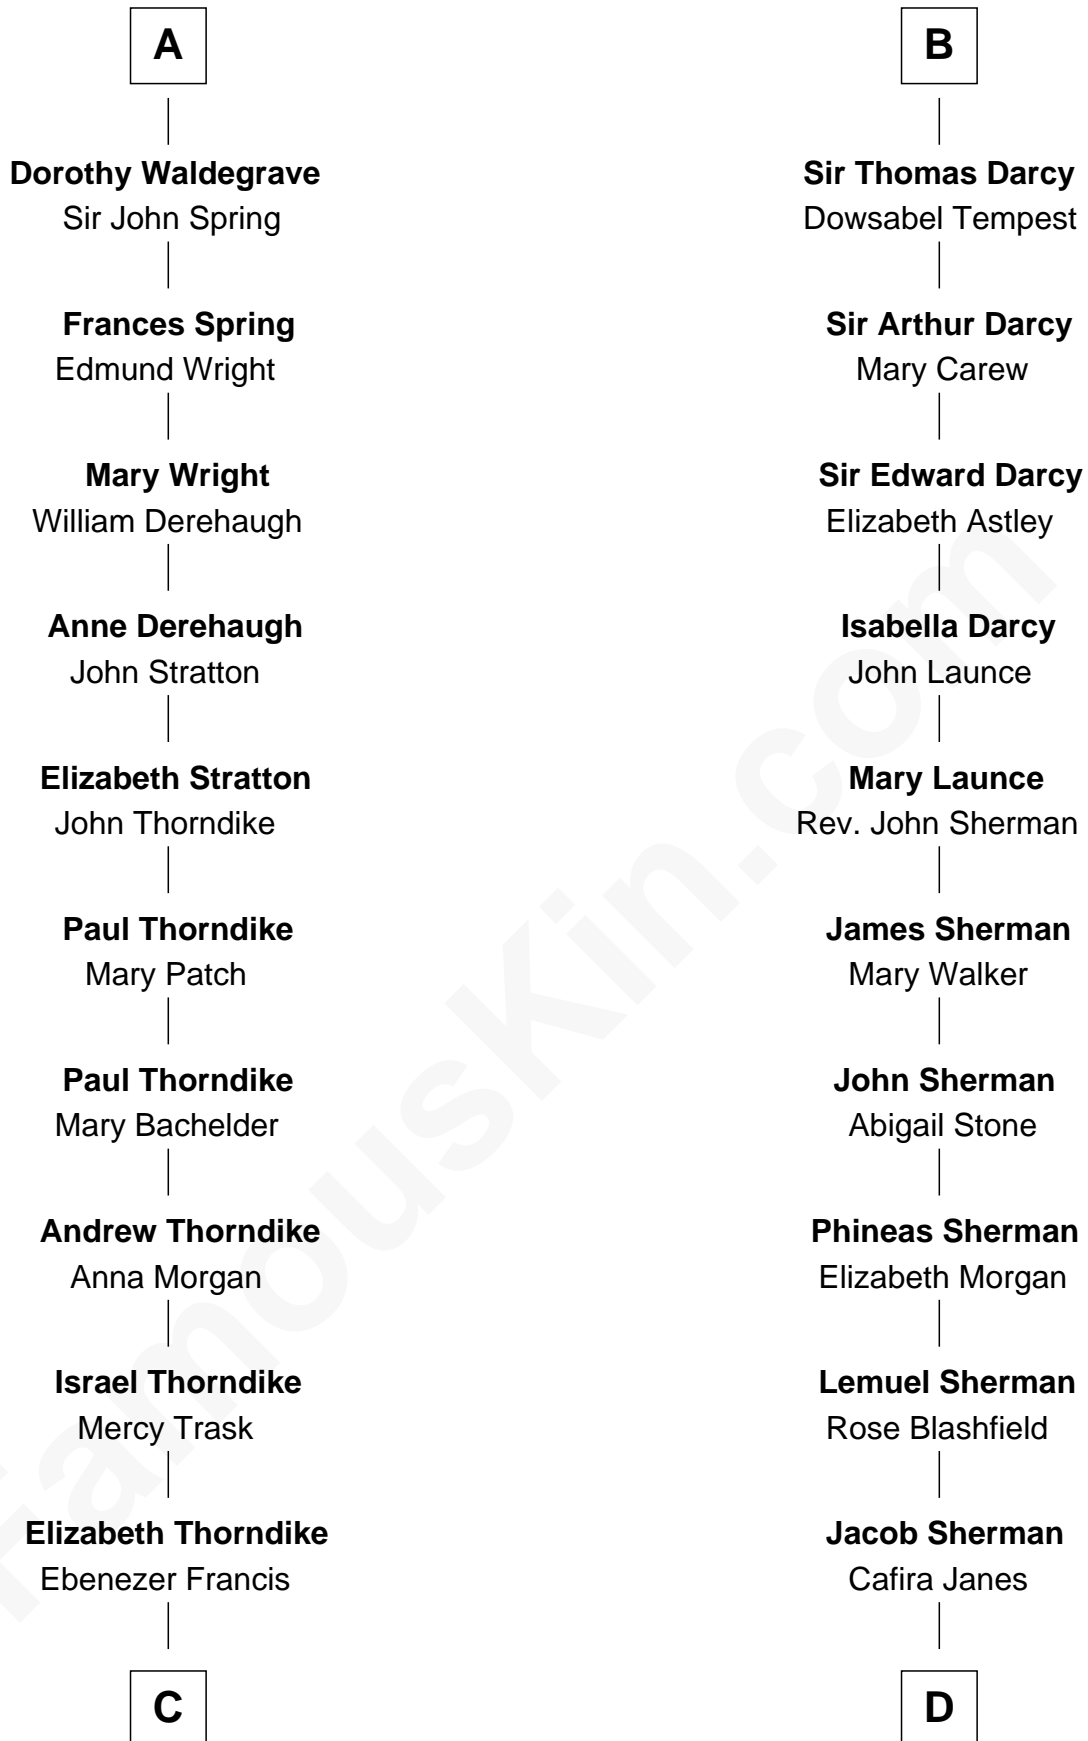 A
Dorothy Waldegrave
Sir John Spring
Frances Spring
Edmund Wright
Mary Wright
William Derehaugh
Anne Derehaugh
John Stratton
Elizabeth Stratton
John Thorndike
Paul Thorndike
Mary Patch
Paul Thorndike
Mary Bachelder
Andrew Thorndike
Anna Morgan
Israel Thorndike
Mercy Trask
Elizabeth Thorndike
Ebenezer Francis
C
B
Sir Thomas Darcy
Dowsabel Tempest
Sir Arthur Darcy
Mary Carew
Sir Edward Darcy
Elizabeth Astley
Isabella Darcy
John Launce
Mary Launce
Rev. John Sherman
James Sherman
Mary Walker
John Sherman
Abigail Stone
Phineas Sherman
Elizabeth Morgan
Lemuel Sherman
Rose Blashfield
Jacob Sherman
Cafira Janes
D
FamousKin.com